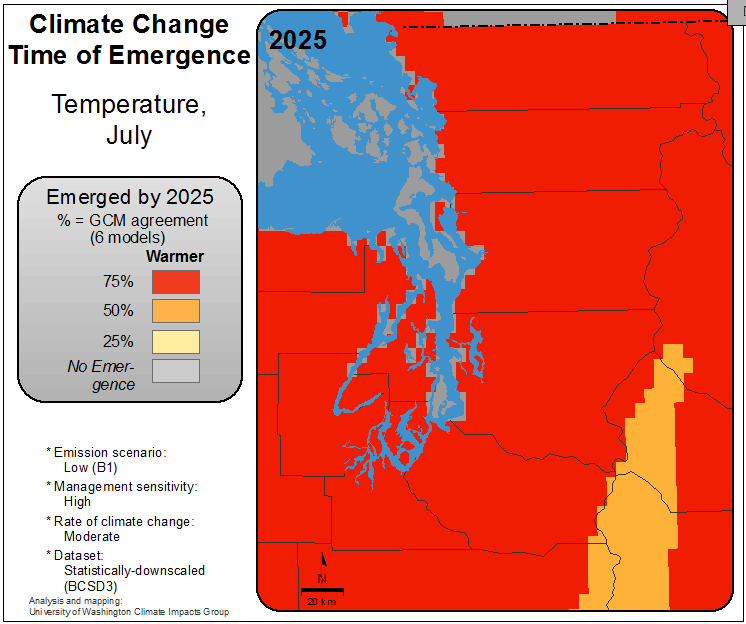 Climate Change
Time of Emergence
Temperature,
July
Emerged by 2025
% = GCM agreement
(6 models)
Warmer
75%
50%
25%
No Emer-
gence
* Emission scenario:
Low (B1)
* Management sensitivity:
High
* Rate of climate change:
Moderate
* Dataset:
Statistically-downscaled
(BCSD3)
Analysis and mapping:
University of Washington Climate Impacts Group
2025
N
20 km